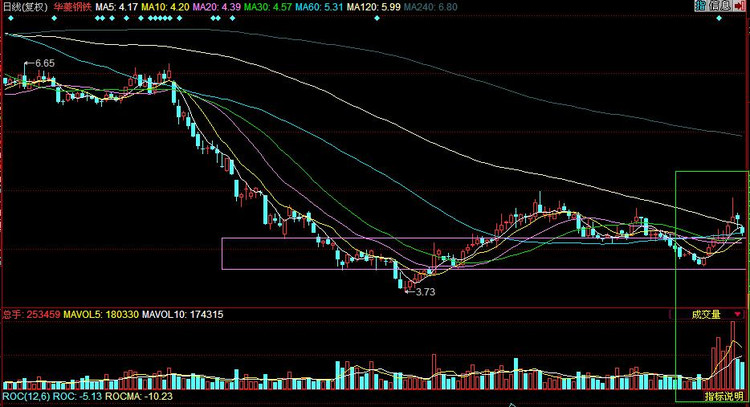 日线(复权) 华菱钢铁 MA5: 4.17 MA10: 4.20 MA20: 4.39 MA30: 4.57 MA60: 5.31 MA120: 5.99 MA240: 6.80 指 信息
6.65
3.73
总手: 253459 MAVOL5: 180330 MAVOL10: 174315 成交量
ROC(12,6) ROC: -5.13 ROCMA: -10.23 指标说明